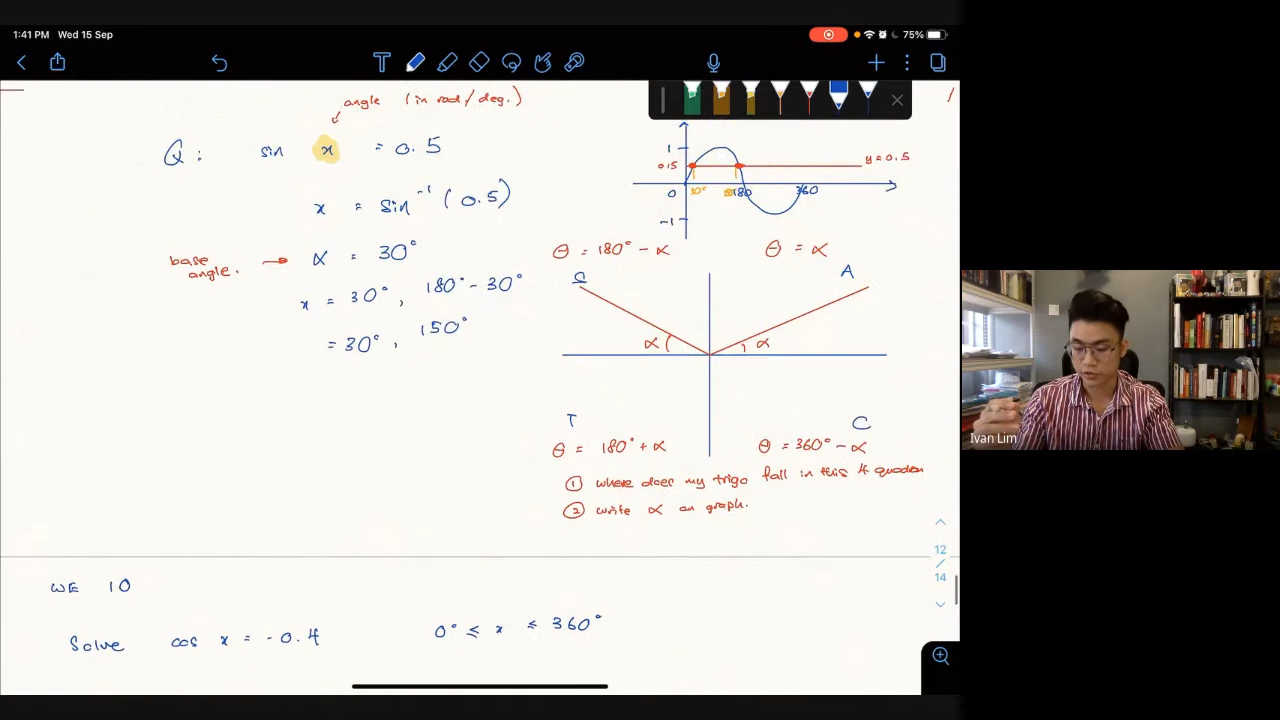 1:41 PM Wed 15 Sep
75%
angle (in rad/deg.)
Q: sin x = 0.5
x = sin⁻¹(0.5)
base angle. → α = 30°
x = 30°, 180° - 30°
= 30°, 150°
1
0.5
y = 0.5
0
30°
180
360
-1
θ = 180° - α
θ = α
S
A
α
α
T
C
θ = 180° + α
θ = 360° - α
① where does my trigo fall in this 4 quadran
② write α on graph.
12
/
14
WE 10
Solve cos x = -0.4 0° ≤ x ≤ 360°
Ivan Lim